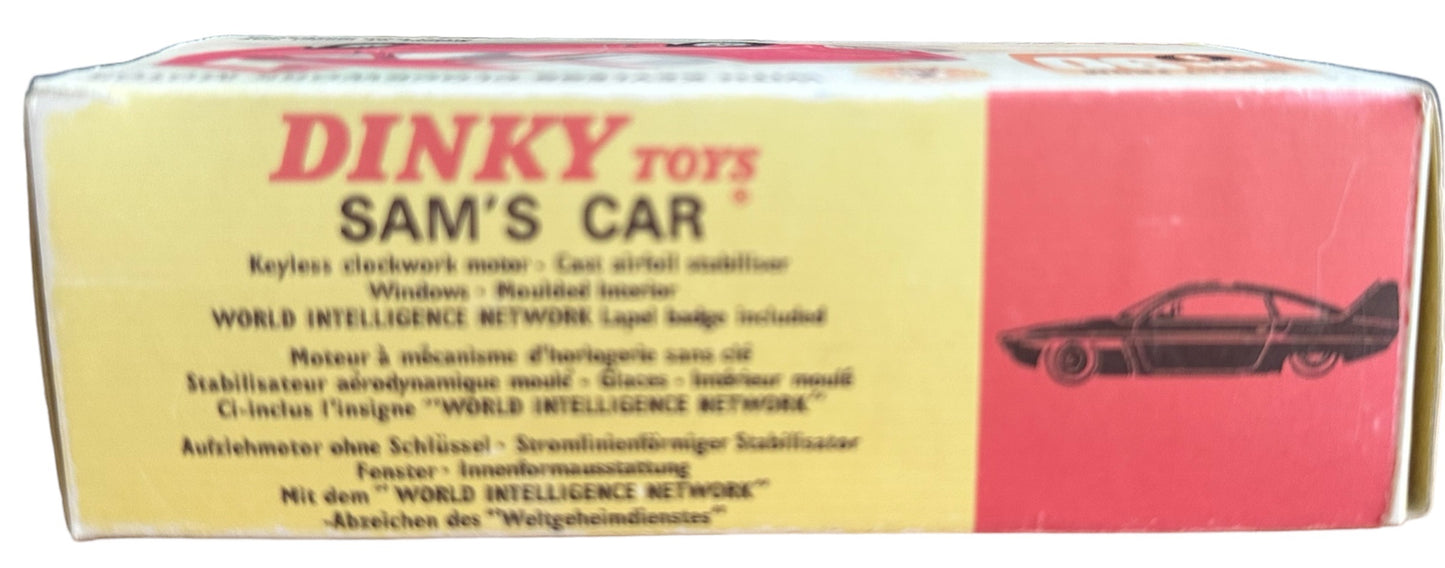 DINKY TOYS
SAM'S CAR
Keyless clockwork motor - Cast airfoil stabiliser
Windows - Moulded Interior
WORLD INTELLIGENCE NETWORK Lapel badge included
Moteur à mécanisme d'horlogerie sans clé
Stabilisateur aérodynamique moulé - Glaces - Intérieur moulé
Ci-inclus l'insigne "WORLD INTELLIGENCE NETWORK"
Aufziehmotor ohne Schlüssel - Stromlinienförmiger Stabilisator
Fenster - Innenformausstattung
Mit dem "WORLD INTELLIGENCE NETWORK"
-Abzeichen des "Weltgeheimdienstes"